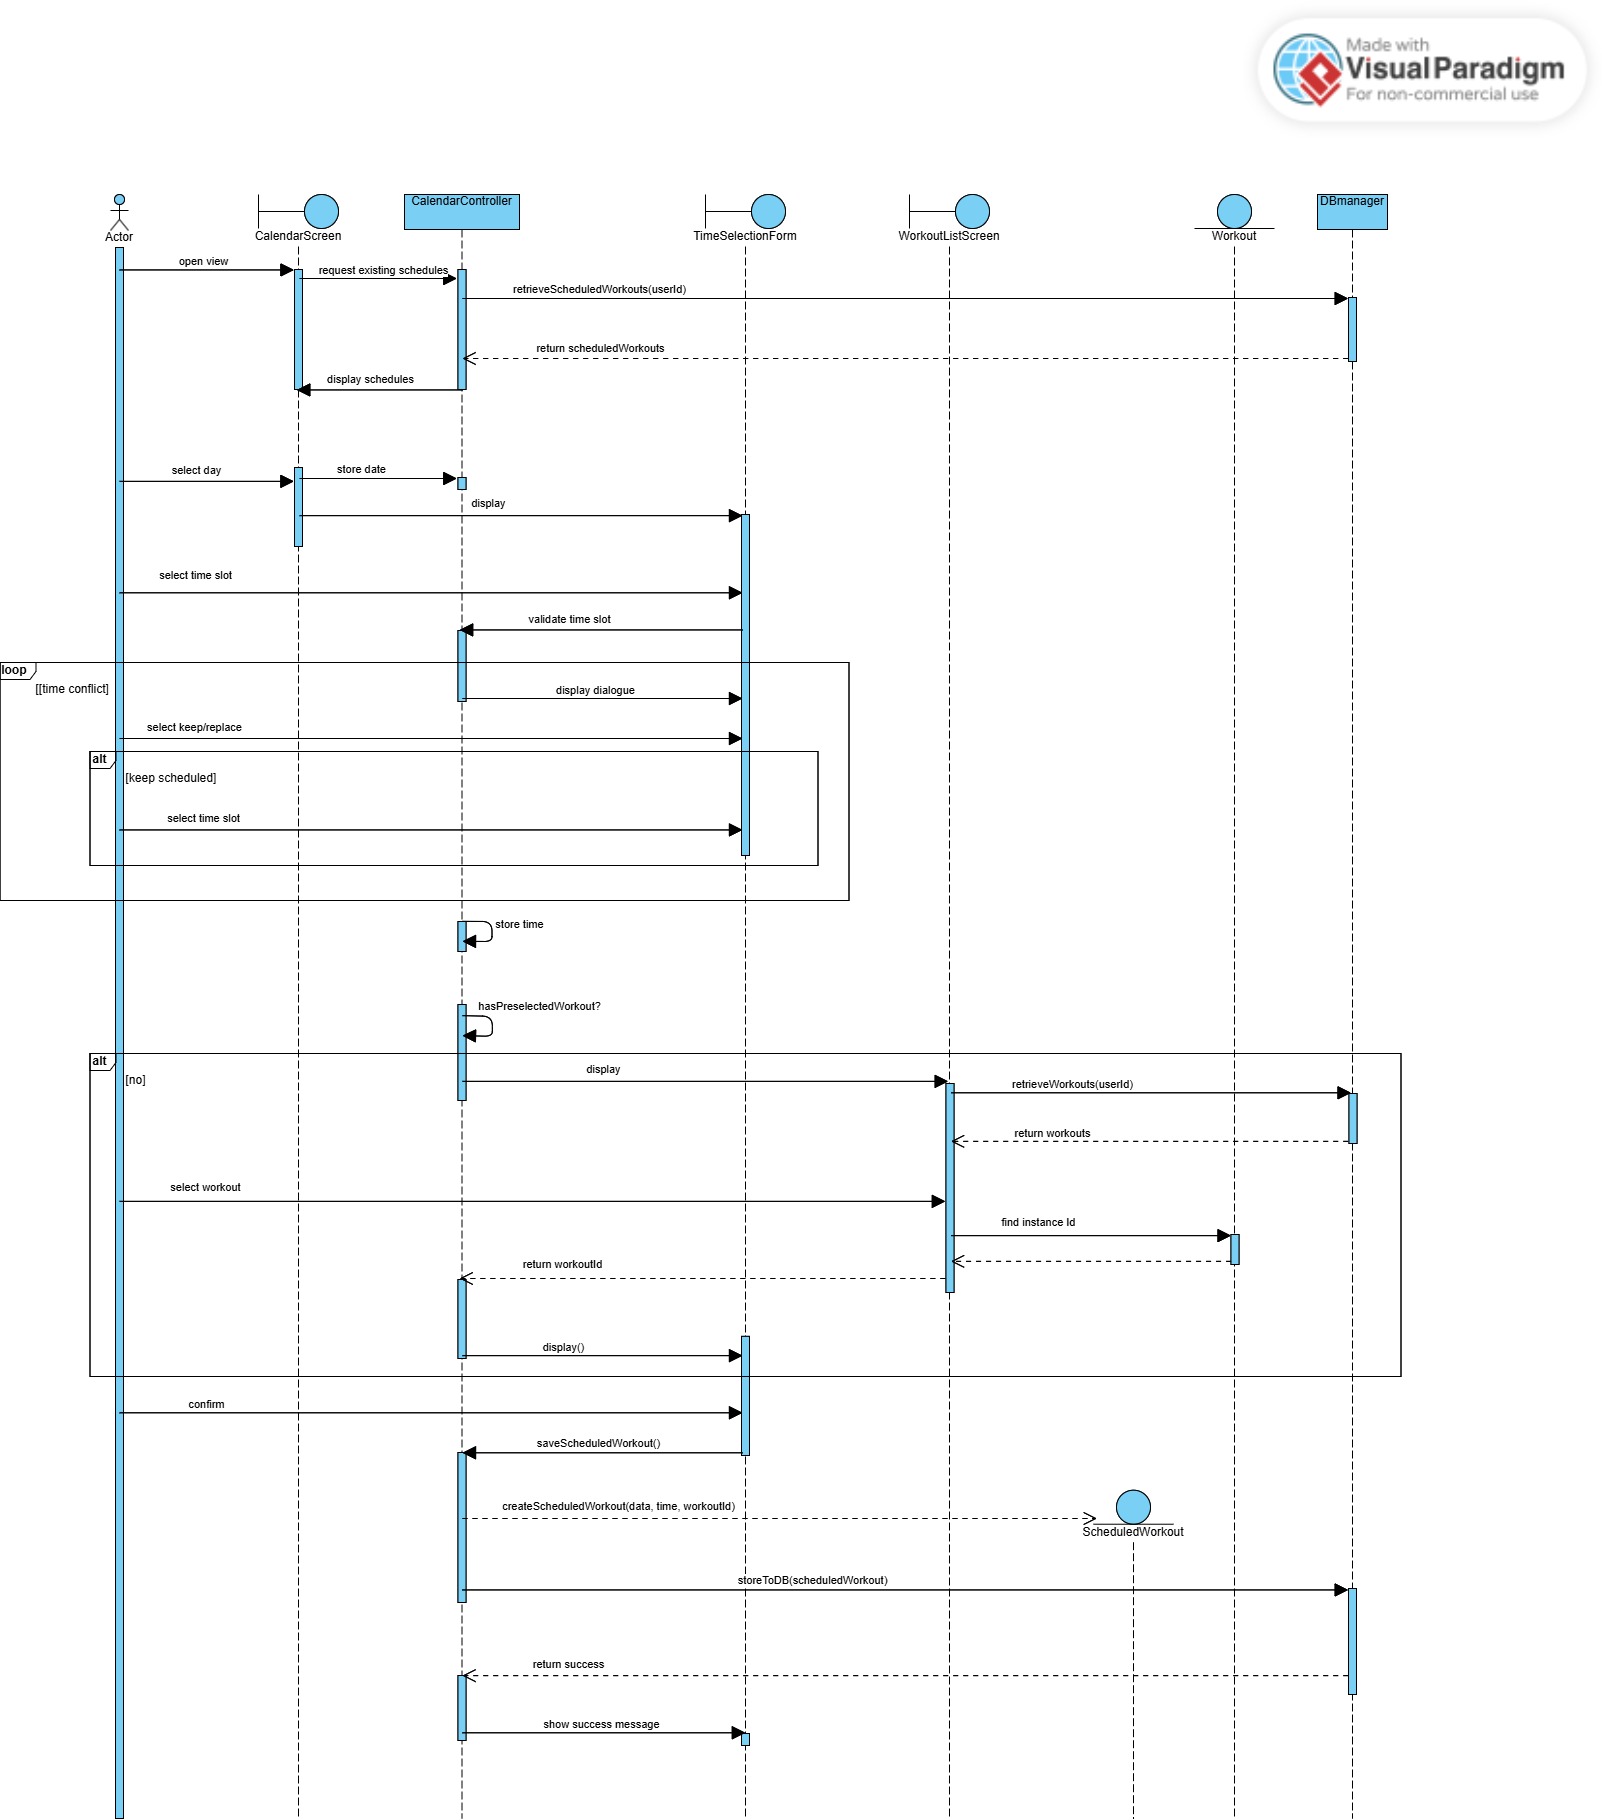 Made with
Visual Paradigm
For non-commercial use
Actor
CalendarScreen
CalendarController
TimeSelectionForm
WorkoutListScreen
Workout
DBmanager
open view
request existing schedules
retrieveScheduledWorkouts(userId)
return scheduledWorkouts
display schedules
select day
store date
display
select time slot
validate time slot
loop
[[time conflict]
display dialogue
select keep/replace
alt
[keep scheduled]
select time slot
store time
hasPreselectedWorkout?
alt
[no]
display
retrieveWorkouts(userId)
return workouts
select workout
find instance Id
return workoutId
display()
confirm
saveScheduledWorkout()
createScheduledWorkout(data, time, workoutId)
ScheduledWorkout
storeToDB(scheduledWorkout)
return success
show success message